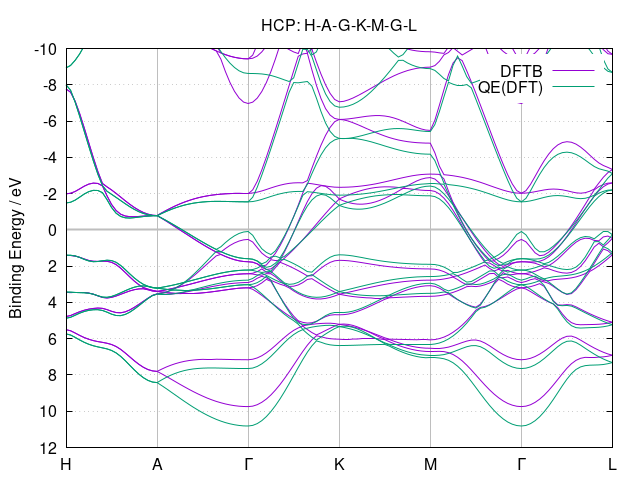 HCP: H-A-G-K-M-G-L
DFTB
QE(DFT)
Binding Energy / eV
-10
-8
-6
-4
-2
0
2
4
6
8
10
12
H A Γ K M Γ L